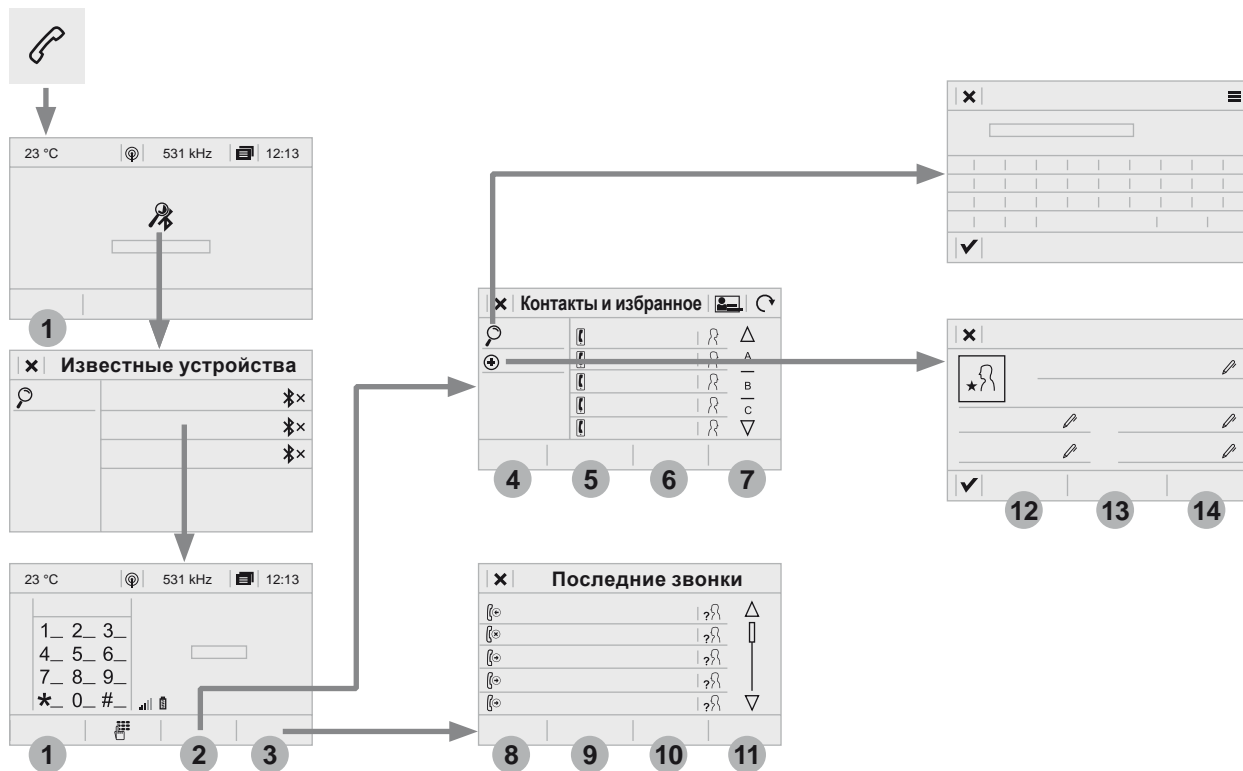 23 °C 531 kHz 12:13
1
Известные устройства
23 °C 531 kHz 12:13
1_ 2_ 3_
4_ 5_ 6_
7_ 8_ 9_
*_ 0_ #_
1 2 3
Контакты и избранное
A
B
C
4 5 6 7
Последние звонки
?
?
?
?
?
8 9 10 11
12 13 14